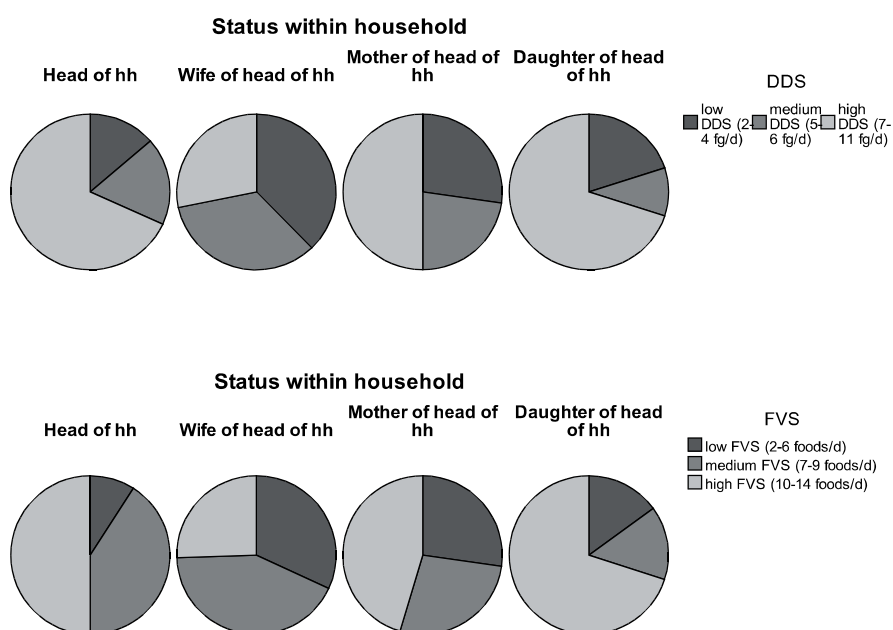 Status within household
Head of hh
Wife of head of hh
Mother of head of
hh
Daughter of head
of hh
DDS
low
DDS (2-
4 fg/d)
medium
DDS (5-
6 fg/d)
high
DDS (7-
11 fg/d)
Status within household
Head of hh
Wife of head of hh
Mother of head of
hh
Daughter of head
of hh
FVS
low FVS (2-6 foods/d)
medium FVS (7-9 foods/d)
high FVS (10-14 foods/d)